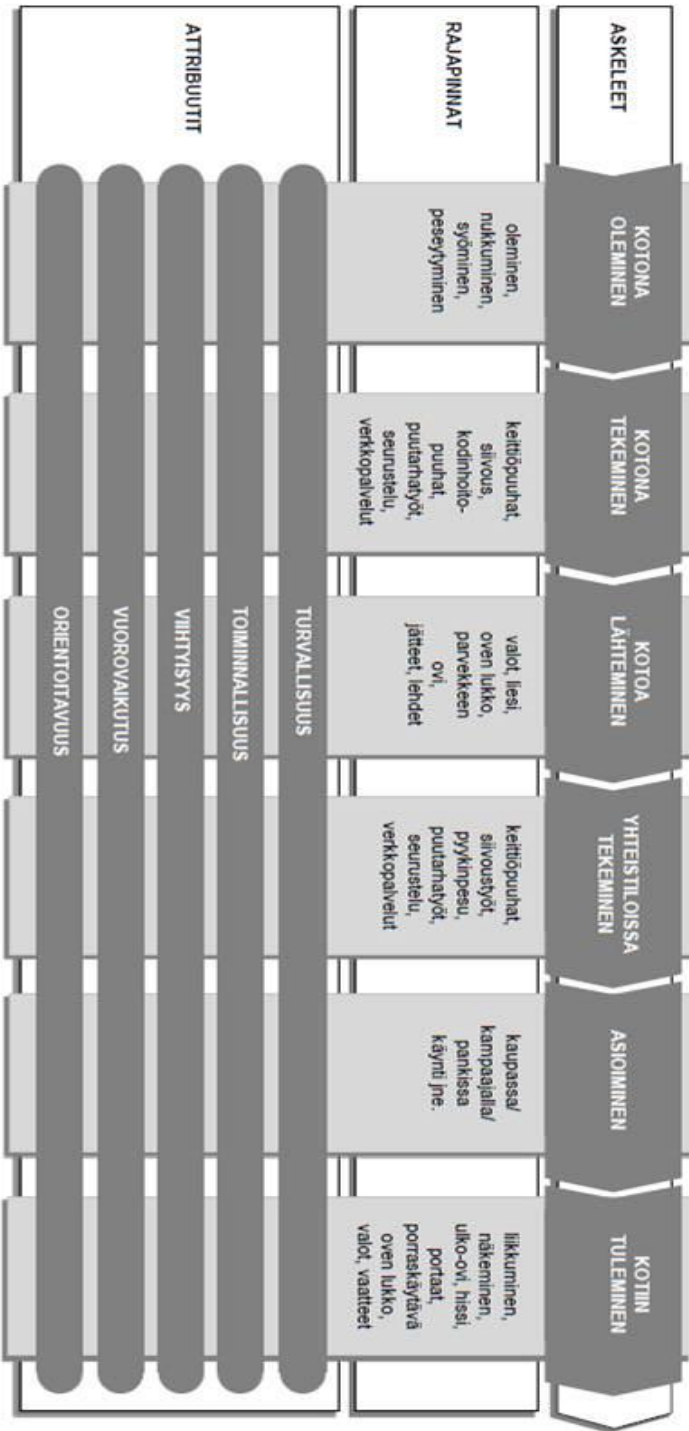 ASKELEET
KOTONA
OLEMINEN
KOTONA
TEKEMINEN
KOTOA
LÄHTEMINEN
YHTEISTILOISSA
TEKEMINEN
ASIOIMINEN
KOTIIN
TULEMINEN
RAJAPINNAT
oleminen,
nukkuminen,
syöminen,
peseytyminen
keittiöpuuhat,
siivous,
kodinhoito-
puuhat,
puutarhatyöt,
seurustelu,
verkkopalvelut
valot, liesi,
oven lukko,
parvekkeen
ovi,
jätteet, lehdet
keittiöpuuhat,
siivoustyöt,
pyykinpesu,
puutarhatyöt,
seurustelu,
verkkopalvelut
kaupassa/
kampaajalla/
pankissa
käynti jne.
liikkuminen,
näkeminen,
ulko-ovi, hissi,
portaat,
porraskäytävä
oven lukko,
valot, vaatteet
ATTRIBUUTIT
TURVALLISUUS
TOIMINNALLISUUS
VIIHTYISYYS
VUOROVAIKUTUS
ORIENTOITAVUUS